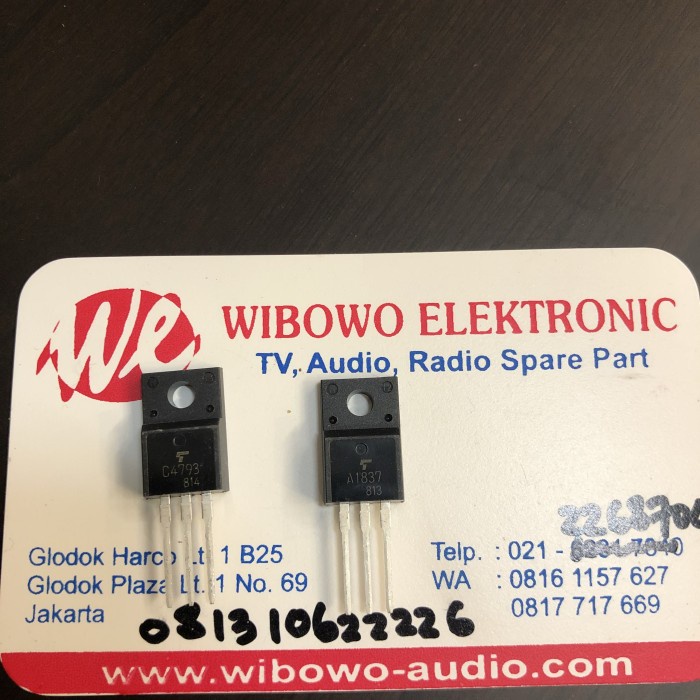 We
WIBOWO ELEKTRONIC
TV, Audio, Radio Spare Part
C4793
814
A1837
813
Glodok Harco Lt. 1 B25
Glodok Plaza Lt. 1 No. 69
Jakarta
Telp. : 021 -
WA : 0816 1157 627
0817 717 669
081310622226
www.wibowo-audio.com